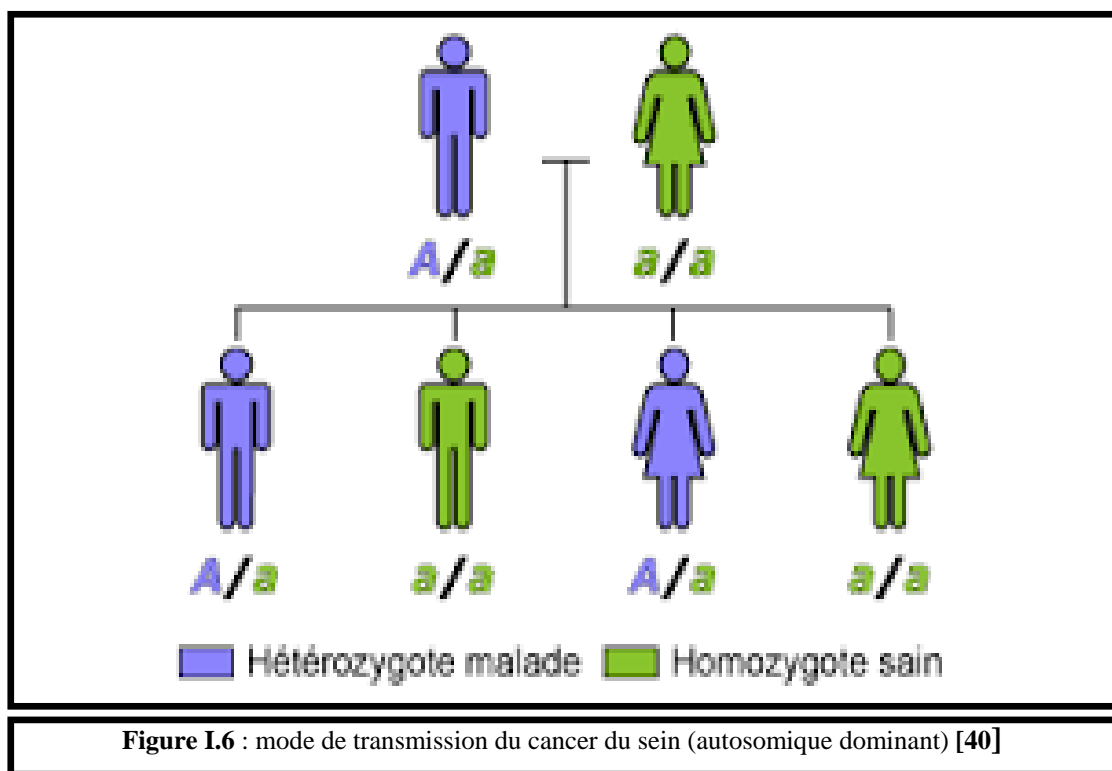 A/a a/a
A/a a/a A/a a/a
Hétérozygote malade Homozygote sain
Figure I.6 : mode de transmission du cancer du sein (autosomique dominant) [40]